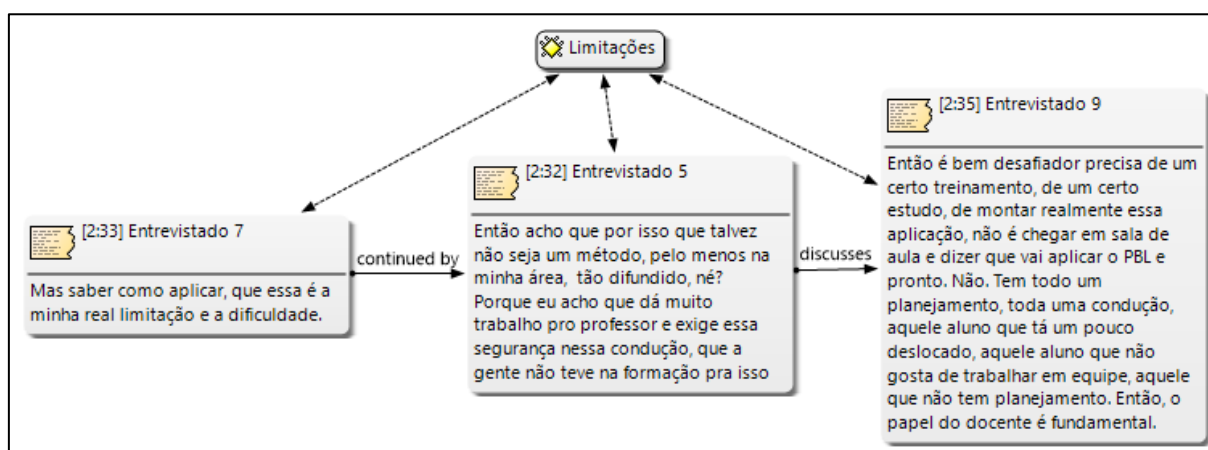 Limitações
[2:33] Entrevistado 7
Mas saber como aplicar, que essa é a
minha real limitação e a dificuldade.
continued by
[2:32] Entrevistado 5
Então acho que por isso que talvez
não seja um método, pelo menos na
minha área,  tão difundido, né?
Porque eu acho que dá muito
trabalho pro professor e exige essa
segurança nessa condução, que a
gente não teve na formação pra isso
discusses
[2:35] Entrevistado 9
Então é bem desafiador precisa de um
certo treinamento, de um certo
estudo, de montar realmente essa
aplicação, não é chegar em sala de
aula e dizer que vai aplicar o PBL e
pronto. Não. Tem todo um
planejamento, toda uma condução,
aquele aluno que tá um pouco
deslocado, aquele aluno que não
gosta de trabalhar em equipe, aquele
que não tem planejamento. Então, o
papel do docente é fundamental.